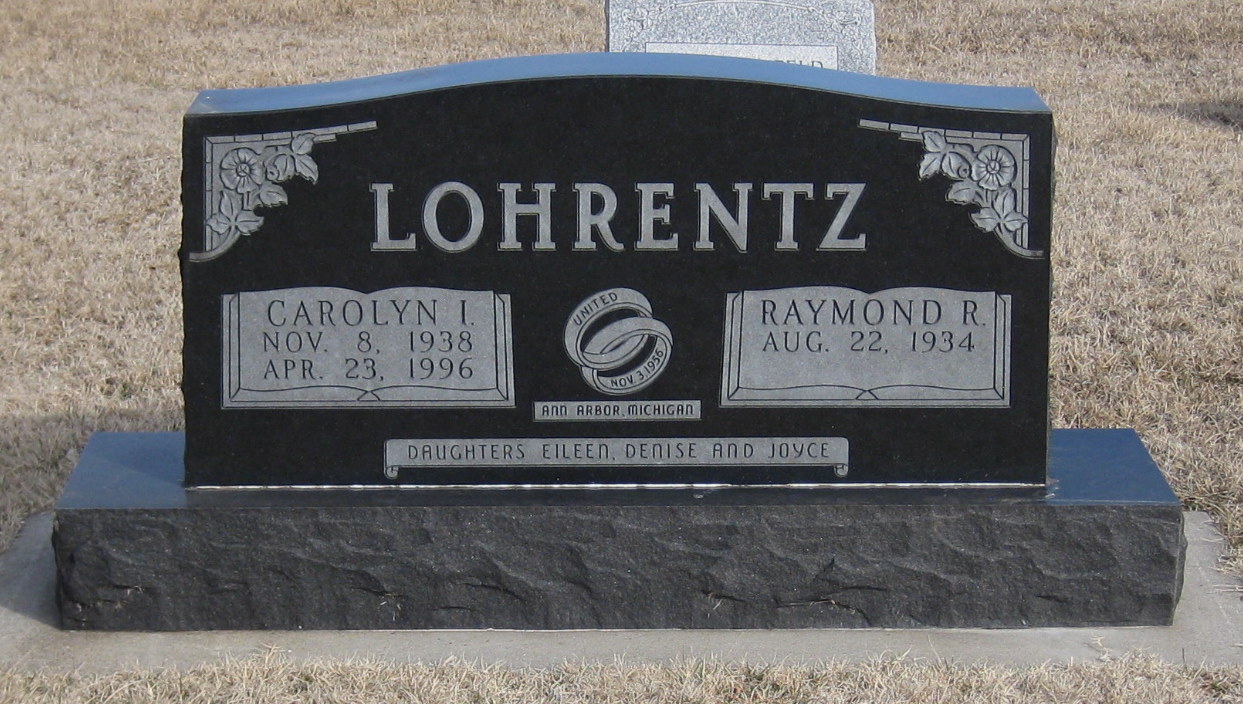 LOHRENTZ
CAROLYN I.
NOV. 8, 1938
APR. 23, 1996
UNITED
NOV 3, 1956
ANN ARBOR, MICHIGAN
RAYMOND R.
AUG. 22, 1934
DAUGHTERS EILEEN, DENISE AND JOYCE